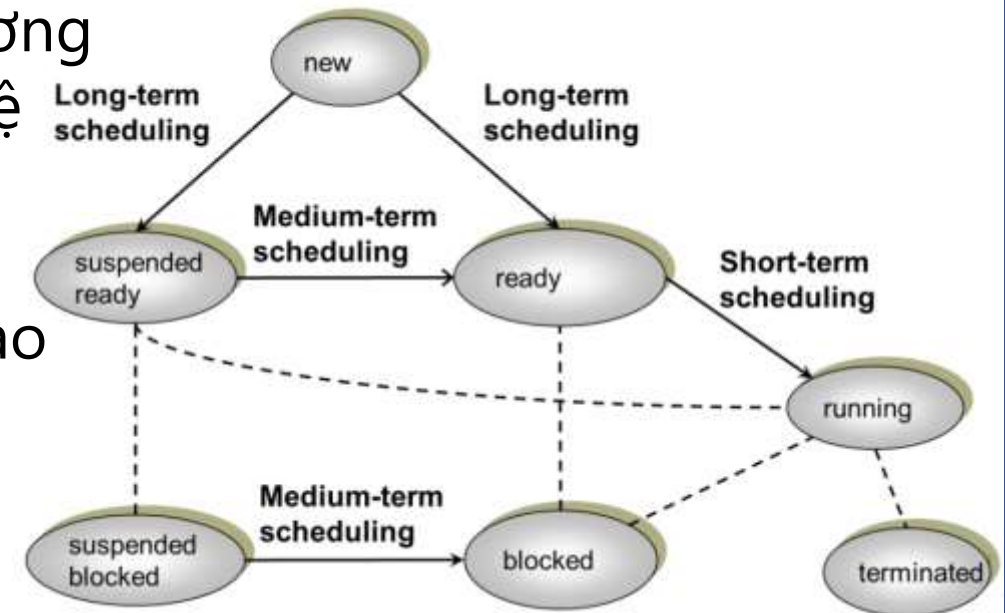 ơng
ệ
ao
new
Long-term
scheduling
Long-term
scheduling
Medium-term
scheduling
suspended
ready
ready
Short-term
scheduling
running
Medium-term
scheduling
suspended
blocked
blocked
terminated